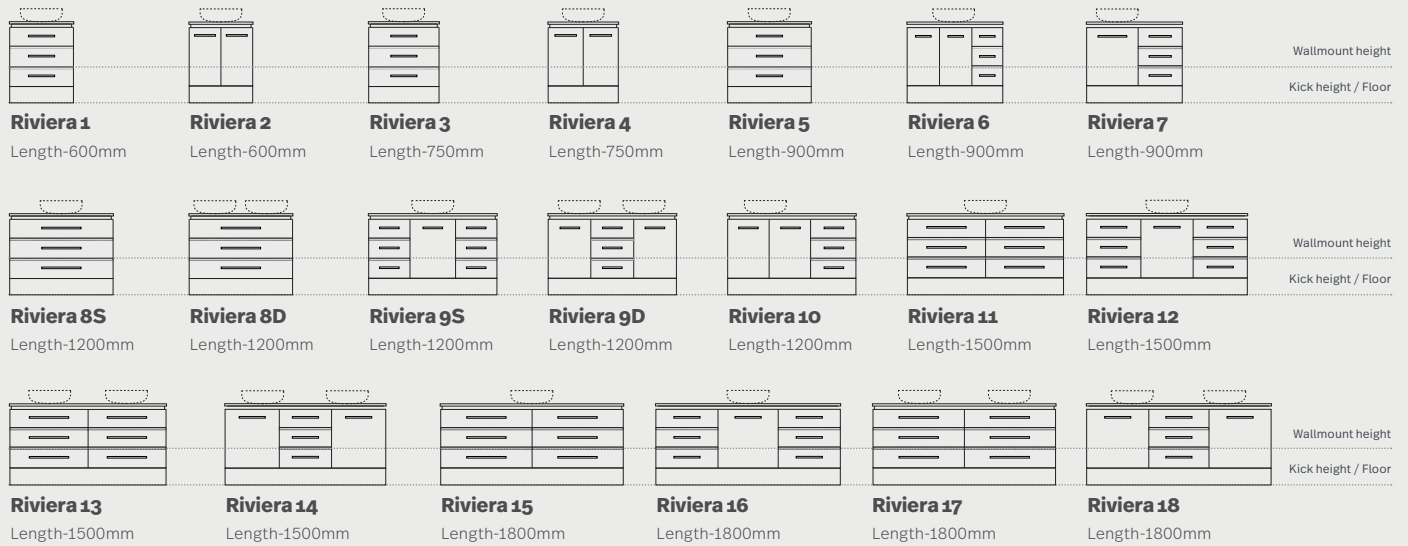 Wallmount height
Kick height / Floor
Riviera 1
Length-600mm
Riviera 2
Length-600mm
Riviera 3
Length-750mm
Riviera 4
Length-750mm
Riviera 5
Length-900mm
Riviera 6
Length-900mm
Riviera 7
Length-900mm
Wallmount height
Kick height / Floor
Riviera 8S
Length-1200mm
Riviera 8D
Length-1200mm
Riviera 9S
Length-1200mm
Riviera 9D
Length-1200mm
Riviera 10
Length-1200mm
Riviera 11
Length-1500mm
Riviera 12
Length-1500mm
Wallmount height
Kick height / Floor
Riviera 13
Length-1500mm
Riviera 14
Length-1500mm
Riviera 15
Length-1800mm
Riviera 16
Length-1800mm
Riviera 17
Length-1800mm
Riviera 18
Length-1800mm